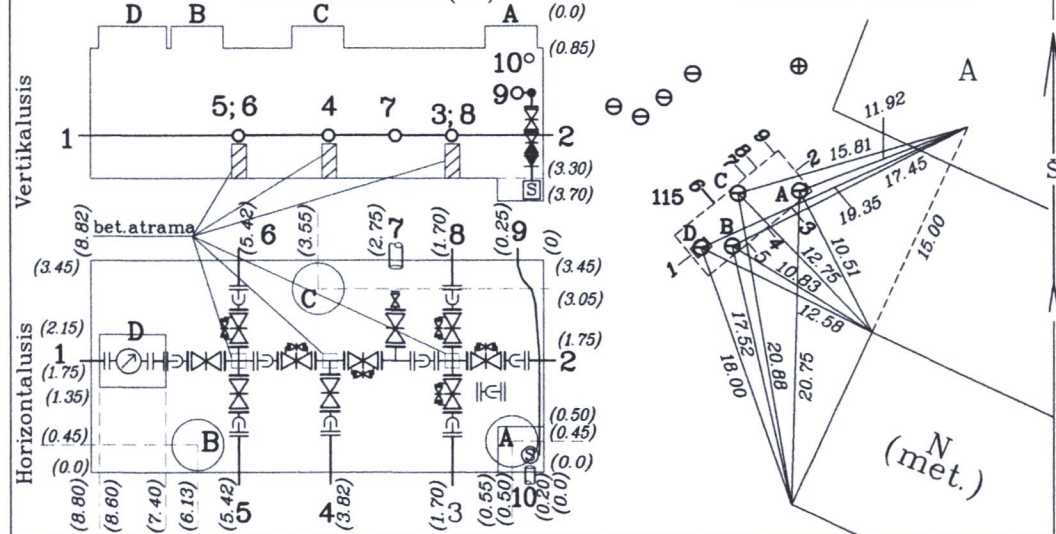 D B C A (0.0)
(0.85)
Vertikalusis
10
9
5; 6 4 7 3; 8
1 2
(3.30)
S
(3.70)
bet.atrama
(8.82) (5.42) (3.55) (2.75) (1.70) (0.25) (0)
6 7 8 9
Horizontalusis
(3.45) (3.45)
C (3.05)
(2.15) D (1.75)
1 2
(1.75)
(1.35)
(0.50)
(0.45) B A (0.45)
S
(0.0) (0.0)
(8.80) (8.60) (7.40) (6.13) (5.42) (3.82) (1.70) (0.55) (0.50) (0.20) (0.0)
5 4 3 10
A
11.92
9
8
7
2
15.81
17.45
C
A
6
115
19.35
3
15.00
D
B
4
5
10.51
12.75
10.83
12.58
1
17.52
18.00
20.88
20.75
N
(met.)